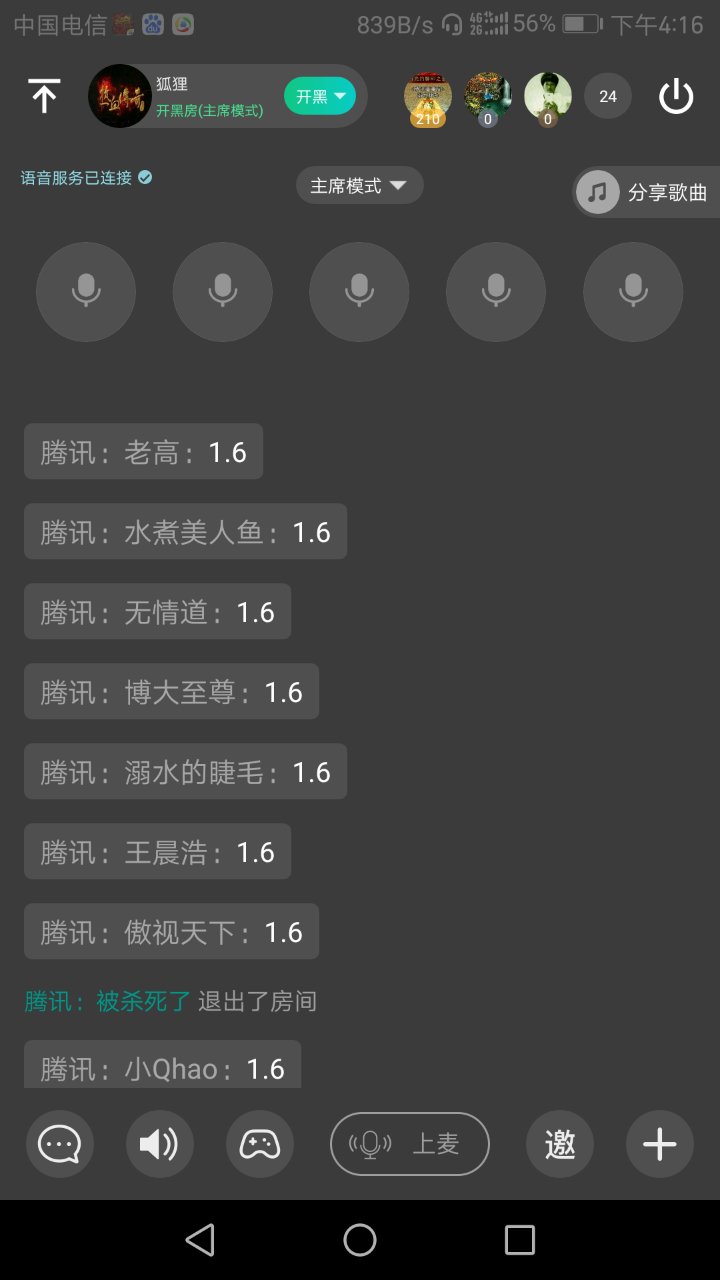 中国电信 839B/s 4G 2G 56% 下午4:16
狐狸
开黑房(主席模式)
开黑
210 0 0 24
语音服务已连接
主席模式
分享歌曲
腾讯：老高：1.6
腾讯：水煮美人鱼：1.6
腾讯：无情道：1.6
腾讯：博大至尊：1.6
腾讯：溺水的睫毛：1.6
腾讯：王晨浩：1.6
腾讯：傲视天下：1.6
腾讯：被杀死了 退出了房间
腾讯：小Qhao：1.6
上麦
邀